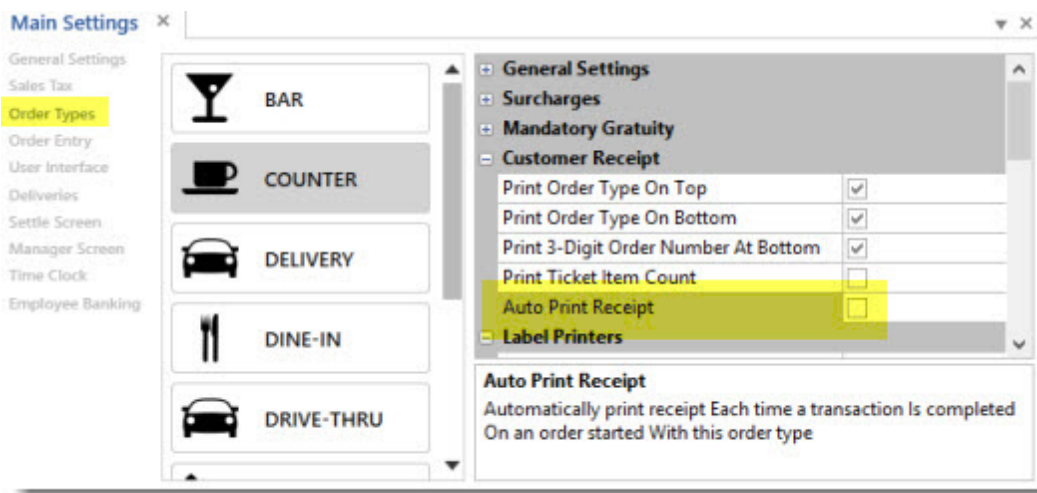 Main Settings
General Settings
Sales Tax
Order Types
Order Entry
User Interface
Deliveries
Settle Screen
Manager Screen
Time Clock
Employee Banking
BAR
COUNTER
DELIVERY
DINE-IN
DRIVE-THRU
General Settings
Surcharges
Mandatory Gratuity
Customer Receipt
Print Order Type On Top
Print Order Type On Bottom
Print 3-Digit Order Number At Bottom
Print Ticket Item Count
Auto Print Receipt
Label Printers
Auto Print Receipt
Automatically print receipt Each time a transaction Is completed
On an order started With this order type